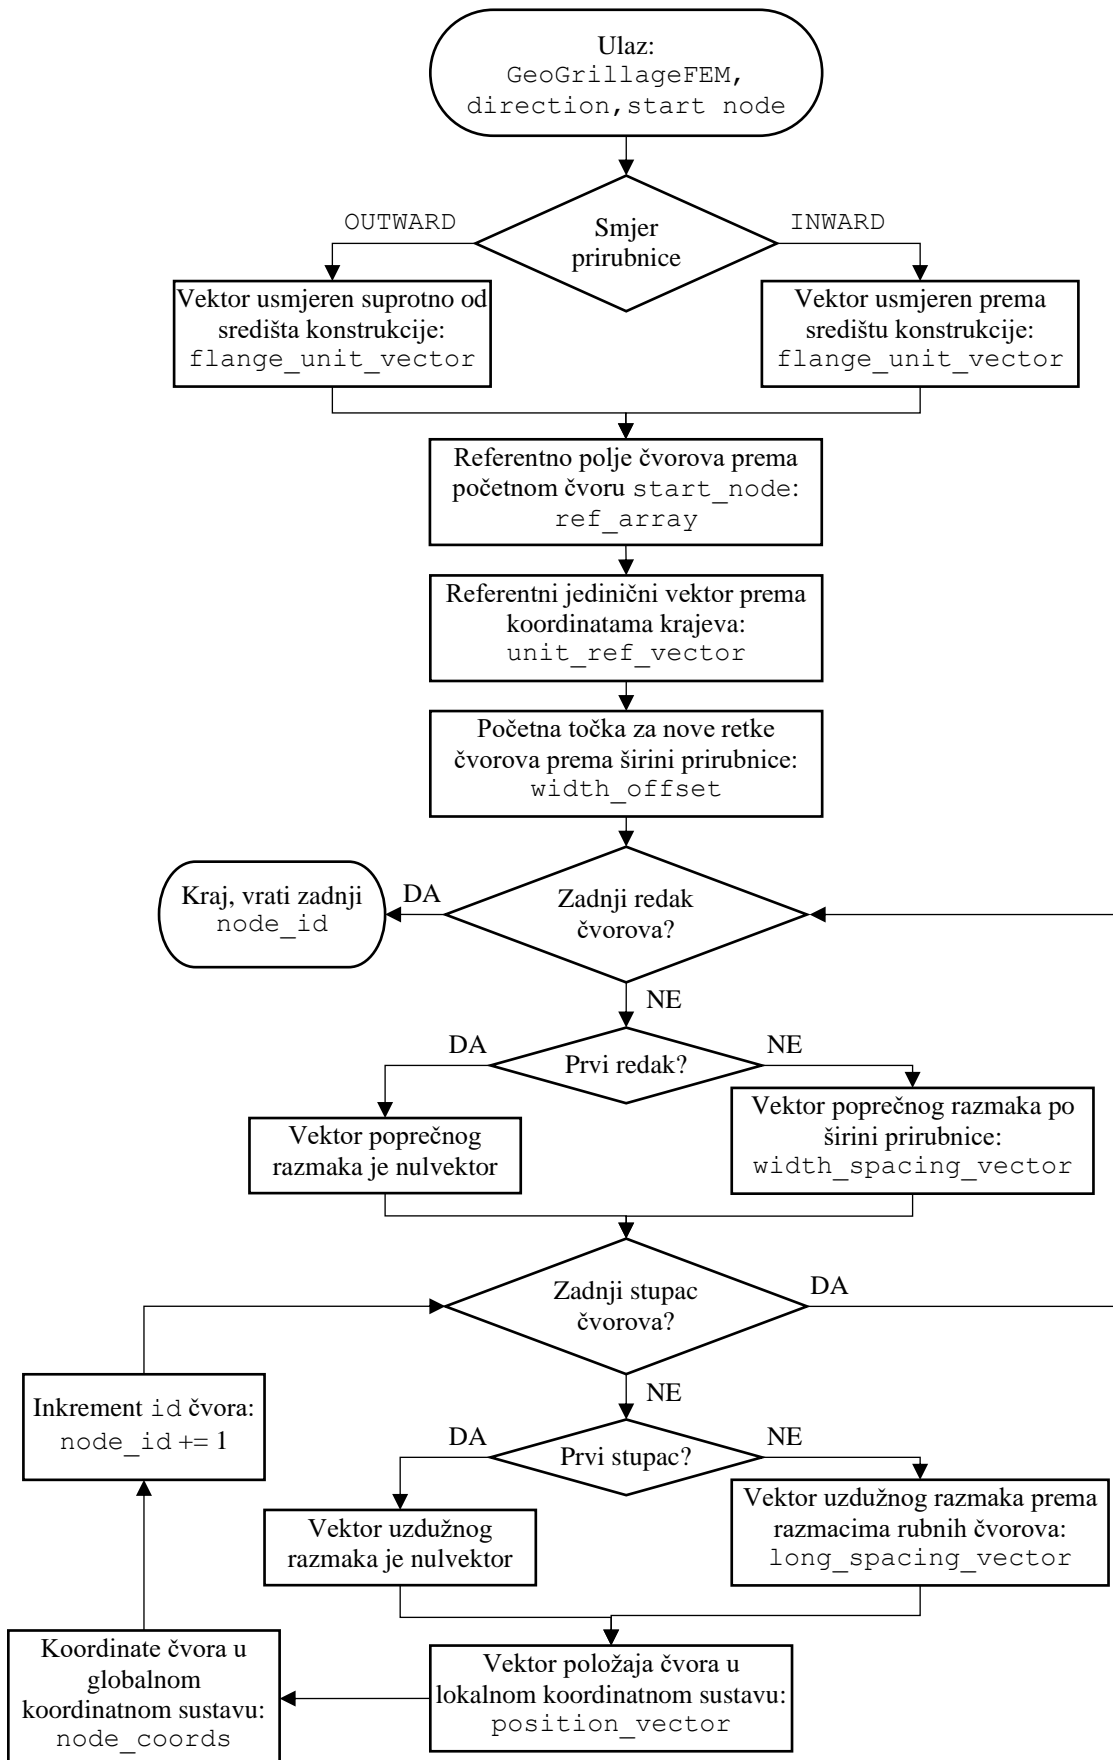 Ulaz:
GeoGrillageFEM,
direction,start node
OUTWARD
Smjer
prirubnice
INWARD
Vektor usmjeren suprotno od
središta konstrukcije:
flange_unit_vector
Vektor usmjeren prema
središtu konstrukcije:
flange_unit_vector
Referentno polje čvorova prema
početnom čvoru start_node:
ref_array
Referentni jedinični vektor prema
koordinatama krajeva:
unit_ref_vector
Početna točka za nove retke
čvorova prema širini prirubnice:
width_offset
Kraj, vrati zadnji
node_id
DA
Zadnji redak
čvorova?
NE
DA
Prvi redak?
NE
Vektor poprečnog
razmaka je nulvektor
Vektor poprečnog razmaka po
širini prirubnice:
width_spacing_vector
Zadnji stupac
čvorova?
DA
NE
Inkrement id čvora:
node_id += 1
DA
Prvi stupac?
NE
Vektor uzdužnog
razmaka je nulvektor
Vektor uzdužnog razmaka prema
razmacima rubnih čvorova:
long_spacing_vector
Koordinate čvora u
globalnom
koordinatnom sustavu:
node_coords
Vektor položaja čvora u
lokalnom koordinatnom sustavu:
position_vector